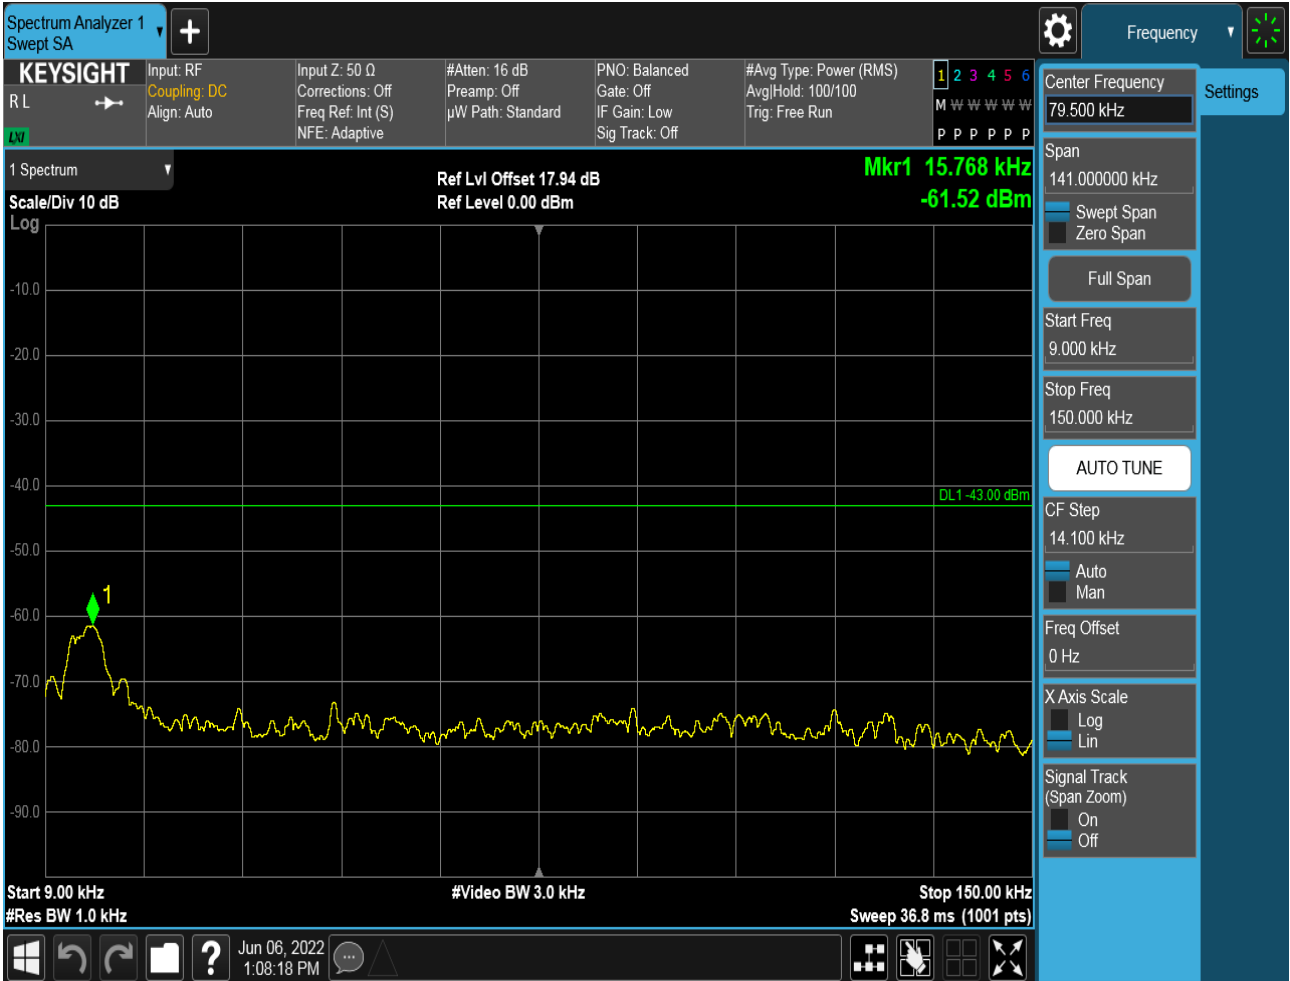 Spectrum Analyzer 1
Swept SA
Frequency
KEYSIGHT
R L
LXI
Input: RF
Coupling: DC
Align: Auto
Input Z: 50 Ω
Corrections: Off
Freq Ref: Int (S)
NFE: Adaptive
#Atten: 16 dB
Preamp: Off
µW Path: Standard
PNO: Balanced
Gate: Off
IF Gain: Low
Sig Track: Off
#Avg Type: Power (RMS)
Avg|Hold: 100/100
Trig: Free Run
1 2 3 4 5 6
M W W W W W
P P P P P P
1 Spectrum
Scale/Div 10 dB
Log
Ref Lvl Offset 17.94 dB
Ref Level 0.00 dBm
Mkr1 15.768 kHz
-61.52 dBm
-10.0
-20.0
-30.0
-40.0
DL1 -43.00 dBm
-50.0
1
-60.0
-70.0
-80.0
-90.0
Start 9.00 kHz
#Video BW 3.0 kHz
Stop 150.00 kHz
#Res BW 1.0 kHz
Sweep 36.8 ms (1001 pts)
Jun 06, 2022
1:08:18 PM
Center Frequency
79.500 kHz
Settings
Span
141.000000 kHz
Swept Span
Zero Span
Full Span
Start Freq
9.000 kHz
Stop Freq
150.000 kHz
AUTO TUNE
CF Step
14.100 kHz
Auto
Man
Freq Offset
0 Hz
X Axis Scale
Log
Lin
Signal Track
(Span Zoom)
On
Off